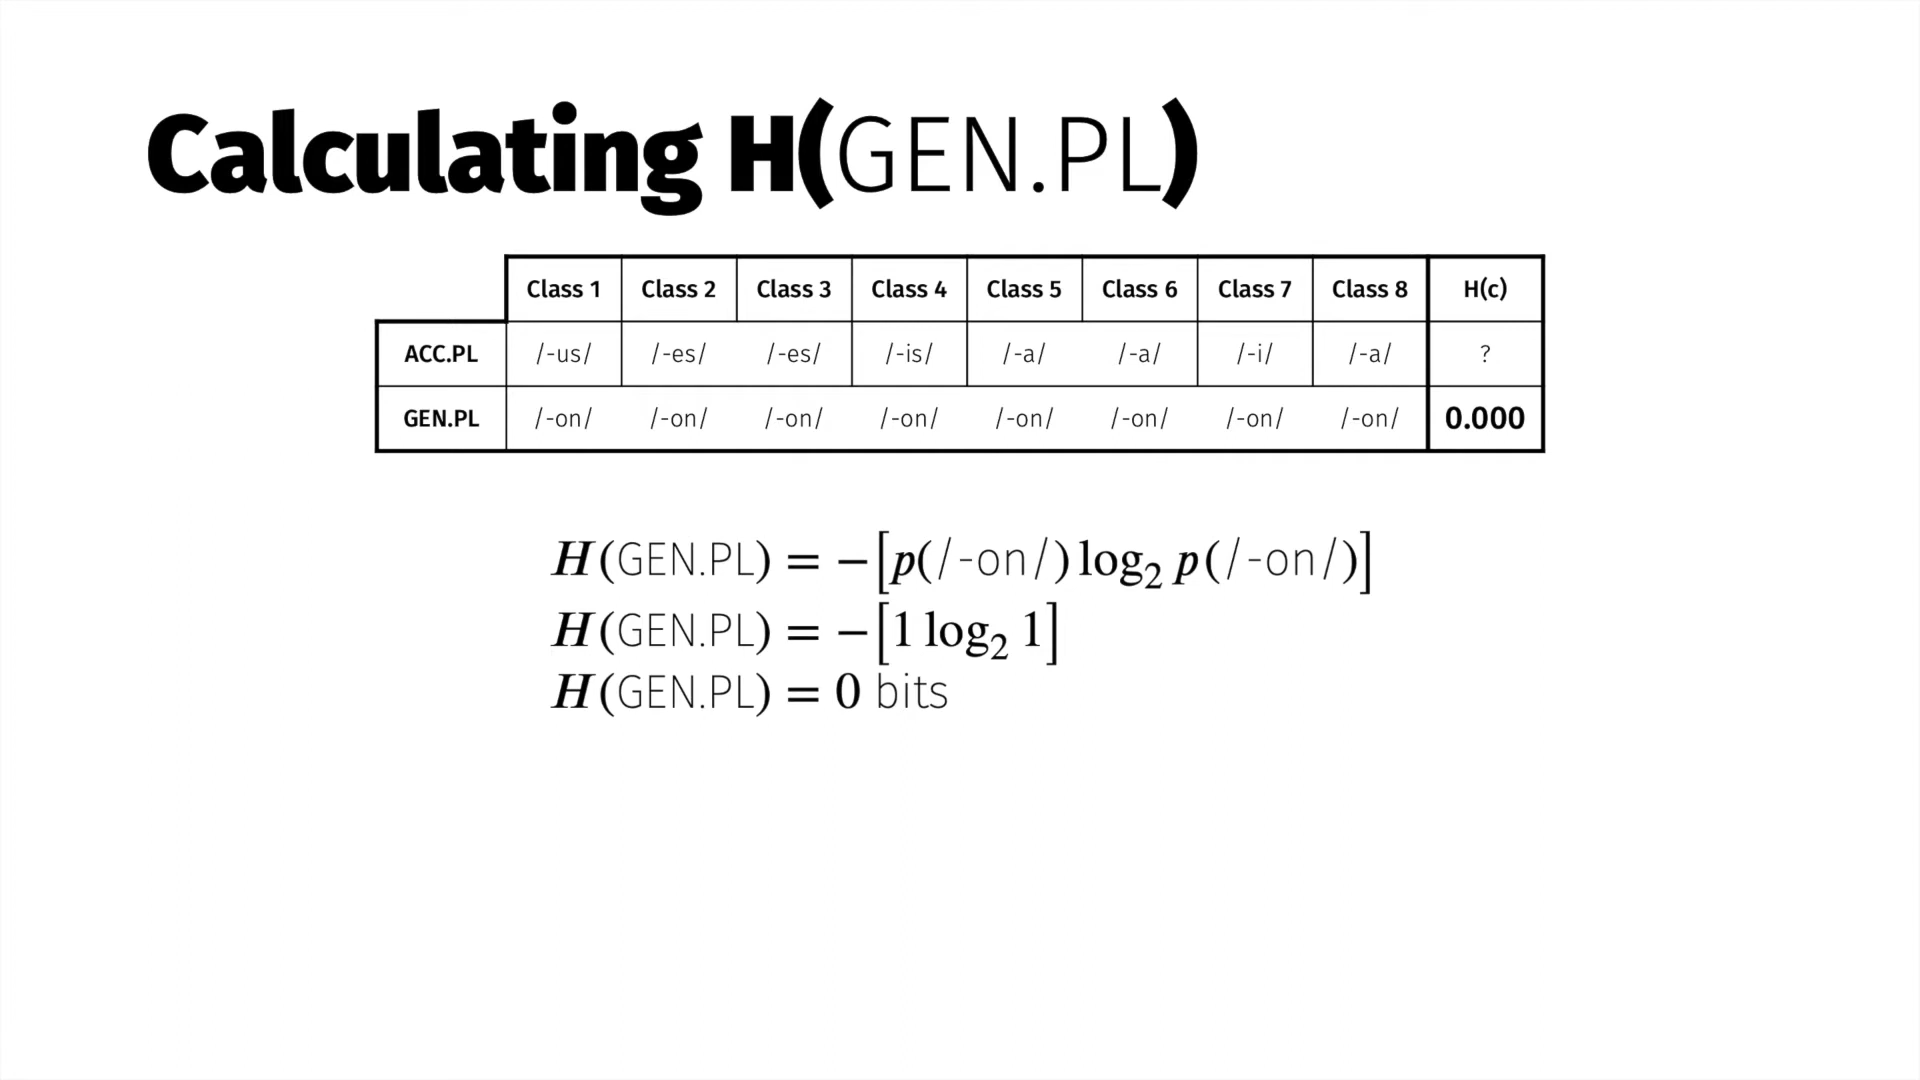 Calculating H(GEN.PL)
Class 1 Class 2 Class 3 Class 4 Class 5 Class 6 Class 7 Class 8 H(c)
ACC.PL /-us/ /-es/ /-es/ /-is/ /-a/ /-a/ /-i/ /-a/ ?
GEN.PL /-on/ /-on/ /-on/ /-on/ /-on/ /-on/ /-on/ /-on/ 0.000
H(GEN.PL) = −[p(/-on/) log₂ p(/-on/)]
H(GEN.PL) = −[1 log₂ 1]
H(GEN.PL) = 0 bits